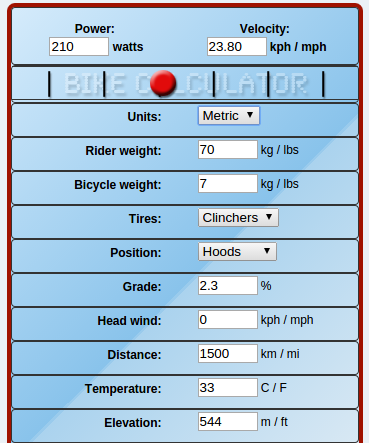 Power: Velocity:
210 watts 23.80 kph / mph
BIKE CALCULATOR
Units: Metric
Rider weight: 70 kg / lbs
Bicycle weight: 7 kg / lbs
Tires: Clinchers
Position: Hoods
Grade: 2.3 %
Head wind: 0 kph / mph
Distance: 1500 km / mi
Temperature: 33 C / F
Elevation: 544 m / ft